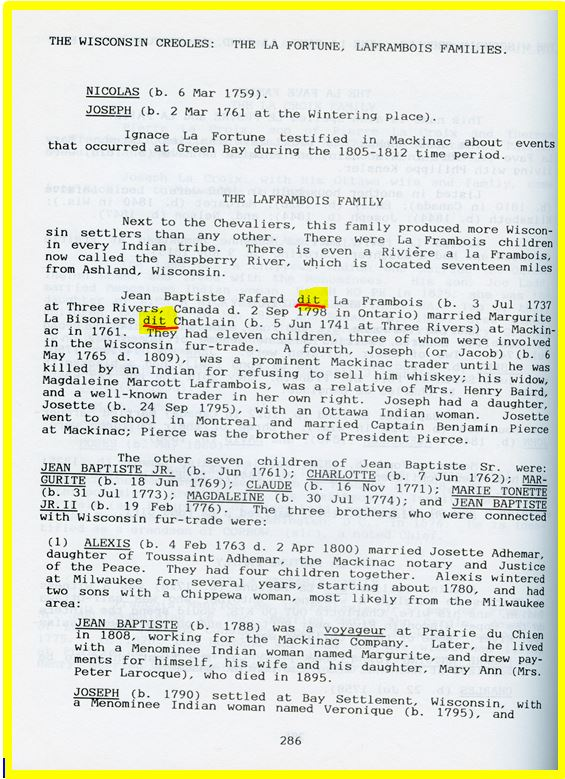 THE WISCONSIN CREOLES: THE LA FORTUNE, LAFRAMBOIS FAMILIES.
NICOLAS (b. 6 Mar 1759).
JOSEPH (b. 2 Mar 1761 at the Wintering place).
Ignace La Fortune testified in Mackinac about events
that occurred at Green Bay during the 1805-1812 time period.
THE LAFRAMBOIS FAMILY
Next to the Chevaliers, this family produced more Wiscon-
sin settlers than any other. There were La Frambois children
in every Indian tribe. There is even a Rivière a la Frambois,
now called the Raspberry River, which is located seventeen miles
from Ashland, Wisconsin.
Jean Baptiste Fafard dit La Frambois (b. 3 Jul 1737
at Three Rivers, Canada d. 2 Sep 1798 in Ontario) married Margurite
La Bisoniere dit Chatlain (b. 5 Jun 1741 at Three Rivers) at Mackin-
ac in 1761. They had eleven children, three of whom were involved
in the Wisconsin fur-trade. A fourth, Joseph (or Jacob) (b. 6
May 1765 d. 1809), was a prominent Mackinac trader until he was
killed by an Indian for refusing to sell him whiskey; his widow,
Magdaleine Marcott Laframbois, was a relative of Mrs. Henry Baird,
and a well-known trader in her own right. Joseph had a daughter,
Josette (b. 24 Sep 1795), with an Ottawa Indian woman. Josette
went to school in Montreal and married Captain Benjamin Pierce
at Mackinac; Pierce was the brother of President Pierce.
The other seven children of Jean Baptiste Sr. were:
JEAN BAPTISTE JR. (b. Jun 1761); CHARLOTTE (b. 7 Jun 1762); MAR-
GURITE (b. 18 Jun 1769); CLAUDE (b. 16 Nov 1771); MARIE TONETTE
(b. 31 Jul 1773); MAGDALEINE (b. 30 Jul 1774); and JEAN BAPTISTE
JR.II (b. 19 Feb 1776). The three brothers who were connected
with Wisconsin fur-trade were:
(1) ALEXIS (b. 4 Feb 1763 d. 2 Apr 1800) married Josette Adhemar,
daughter of Toussaint Adhemar, the Mackinac notary and Justice
of the Peace. They had four children together. Alexis wintered
at Milwaukee for several years, starting about 1780, and had
two sons with a Chippewa woman, most likely from the Milwaukee
area:
JEAN BAPTISTE (b. 1788) was a voyageur at Prairie du Chien
in 1808, working for the Mackinac Company. Later, he lived
with a Menominee Indian woman named Margurite, and drew pay-
ments for himself, his wife and his daughter, Mary Ann (Mrs.
Peter Larocque), who died in 1895.
JOSEPH (b. 1790) settled at Bay Settlement, Wisconsin, with
a Menominee Indian woman named Veronique (b. 1795), and
286